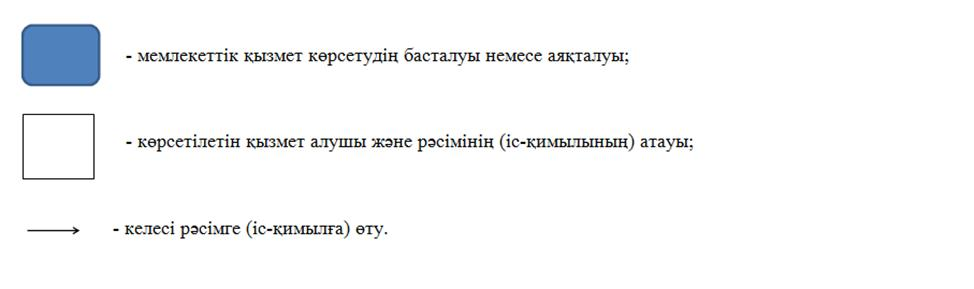 - мемлекеттік қызмет көрсетудің басталуы немесе аяқталуы;
- көрсетілетін қызмет алушы және рәсімінің (іс-қимылының) атауы;
- келесі рәсімге (іс-қимылға) өту.